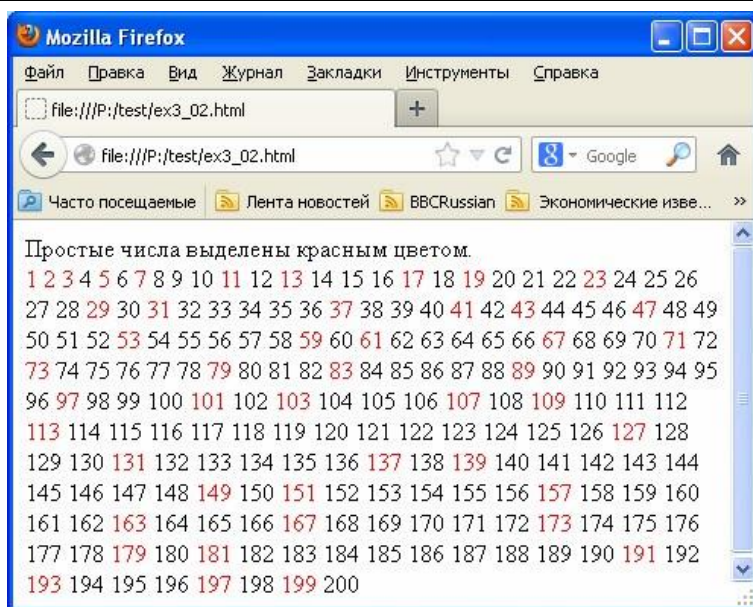 Mozilla Firefox
Файл Правка Вид Журнал Закладки Инструменты Справка
file:///P:/test/ex3_02.html +
file:///P:/test/ex3_02.html Google
Часто посещаемые Лента новостей BBCRussian Экономические изве... »
Простые числа выделены красным цветом.
1 2 3 4 5 6 7 8 9 10 11 12 13 14 15 16 17 18 19 20 21 22 23 24 25 26
27 28 29 30 31 32 33 34 35 36 37 38 39 40 41 42 43 44 45 46 47 48 49
50 51 52 53 54 55 56 57 58 59 60 61 62 63 64 65 66 67 68 69 70 71 72
73 74 75 76 77 78 79 80 81 82 83 84 85 86 87 88 89 90 91 92 93 94 95
96 97 98 99 100 101 102 103 104 105 106 107 108 109 110 111 112
113 114 115 116 117 118 119 120 121 122 123 124 125 126 127 128
129 130 131 132 133 134 135 136 137 138 139 140 141 142 143 144
145 146 147 148 149 150 151 152 153 154 155 156 157 158 159 160
161 162 163 164 165 166 167 168 169 170 171 172 173 174 175 176
177 178 179 180 181 182 183 184 185 186 187 188 189 190 191 192
193 194 195 196 197 198 199 200